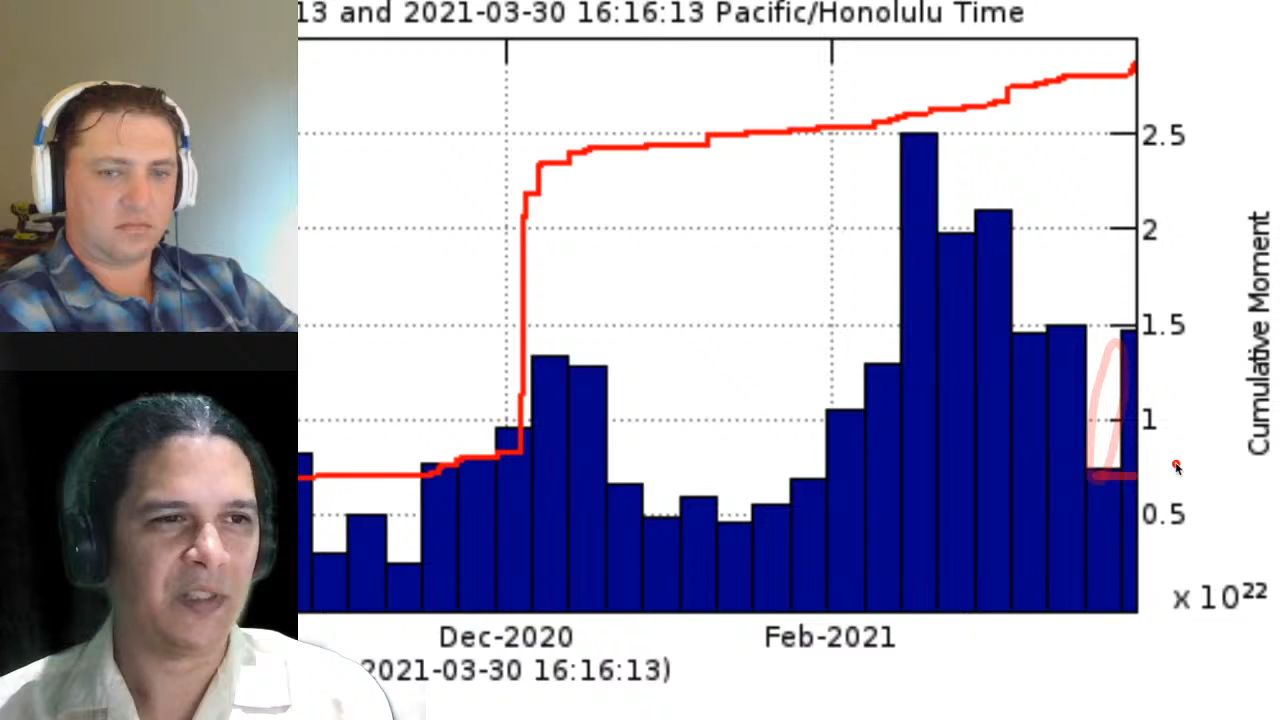 13 and 2021-03-30 16:16:13 Pacific/Honolulu Time
2.5
2
1.5
1
0.5
x 10²²
Cumulative Moment
Dec-2020
Feb-2021
2021-03-30 16:16:13)